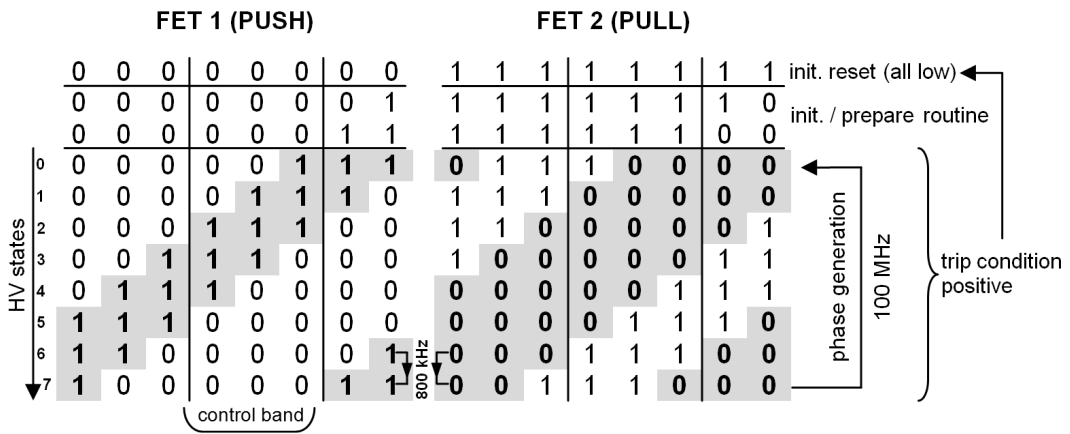 FET 1 (PUSH) FET 2 (PULL)
0 0 0 0 0 0 0 0 1 1 1 1 1 1 1 1 init. reset (all low)
0 0 0 0 0 0 0 1 1 1 1 1 1 1 1 0 init. / prepare routine
0 0 0 0 0 0 1 1 1 1 1 1 1 1 0 0
HV states
0 0 0 0 0 0 1 1 1 0 1 1 1 0 0 0 0
1 0 0 0 0 1 1 1 0 1 1 1 0 0 0 0 0
2 0 0 0 1 1 1 0 0 1 1 0 0 0 0 0 1
3 0 0 1 1 1 0 0 0 1 0 0 0 0 0 1 1
4 0 1 1 1 0 0 0 0 0 0 0 0 0 1 1 1
5 1 1 1 0 0 0 0 0 0 0 0 0 1 1 1 0
6 1 1 0 0 0 0 0 1 0 0 0 1 1 1 0 0
7 1 0 0 0 0 0 1 1 0 0 1 1 1 0 0 0
800 kHz
phase generation
100 MHz
trip condition
positive
control band